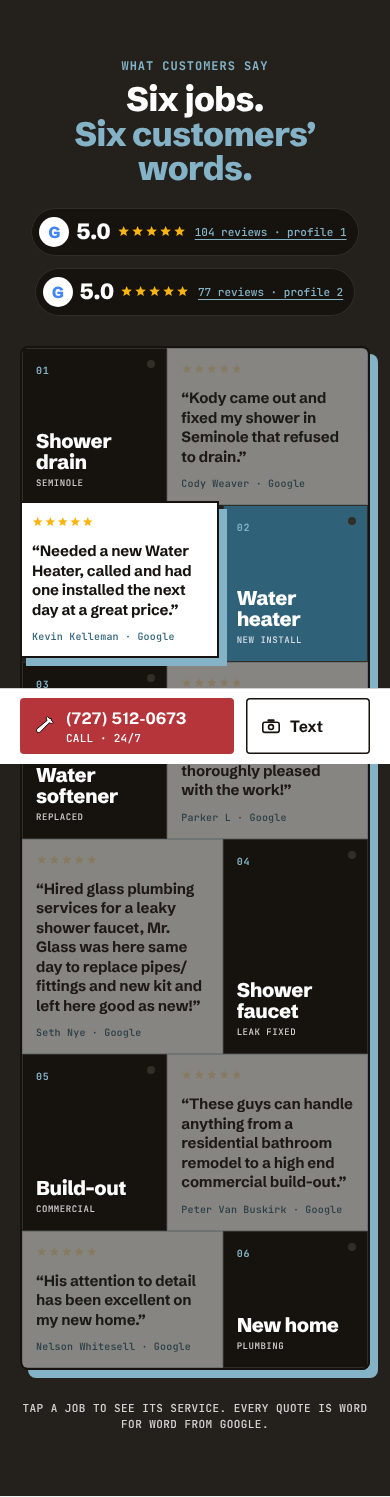 WHAT CUSTOMERS SAY
Six jobs.
Six customers’
words.
G 5.0 ★★★★★ 104 reviews · profile 1
G 5.0 ★★★★★ 77 reviews · profile 2
01
Shower
drain
SEMINOLE
★★★★★
“Kody came out and
fixed my shower in
Seminole that refused
to drain.”
Cody Weaver · Google
★★★★★
“Needed a new Water
Heater, called and had
one installed the next
day at a great price.”
Kevin Kelleman · Google
02
Water
heater
NEW INSTALL
03
★★★★★
(727) 512-0673
CALL · 24/7
Text
Water
softener
REPLACED
thoroughly pleased
with the work!”
Parker L · Google
★★★★★
“Hired glass plumbing
services for a leaky
shower faucet, Mr.
Glass was here same
day to replace pipes/
fittings and new kit and
left here good as new!”
Seth Nye · Google
04
Shower
faucet
LEAK FIXED
05
Build-out
COMMERCIAL
★★★★★
“These guys can handle
anything from a
residential bathroom
remodel to a high end
commercial build-out.”
Peter Van Buskirk · Google
★★★★★
“His attention to detail
has been excellent on
my new home.”
Nelson Whitesell · Google
06
New home
PLUMBING
TAP A JOB TO SEE ITS SERVICE. EVERY QUOTE IS WORD
FOR WORD FROM GOOGLE.